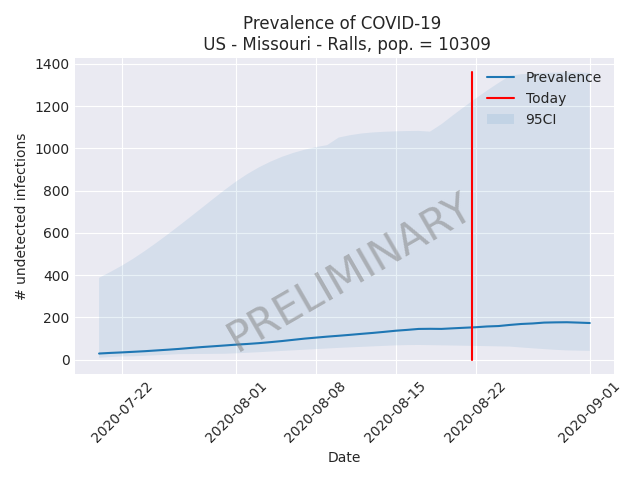 Prevalence of COVID-19
US - Missouri - Ralls, pop. = 10309
1400
1200
1000
800
600
400
200
0
# undetected infections
Prevalence
Today
95CI
PRELIMINARY
2020-07-22
2020-08-01
2020-08-08
2020-08-15
2020-08-22
2020-09-01
Date